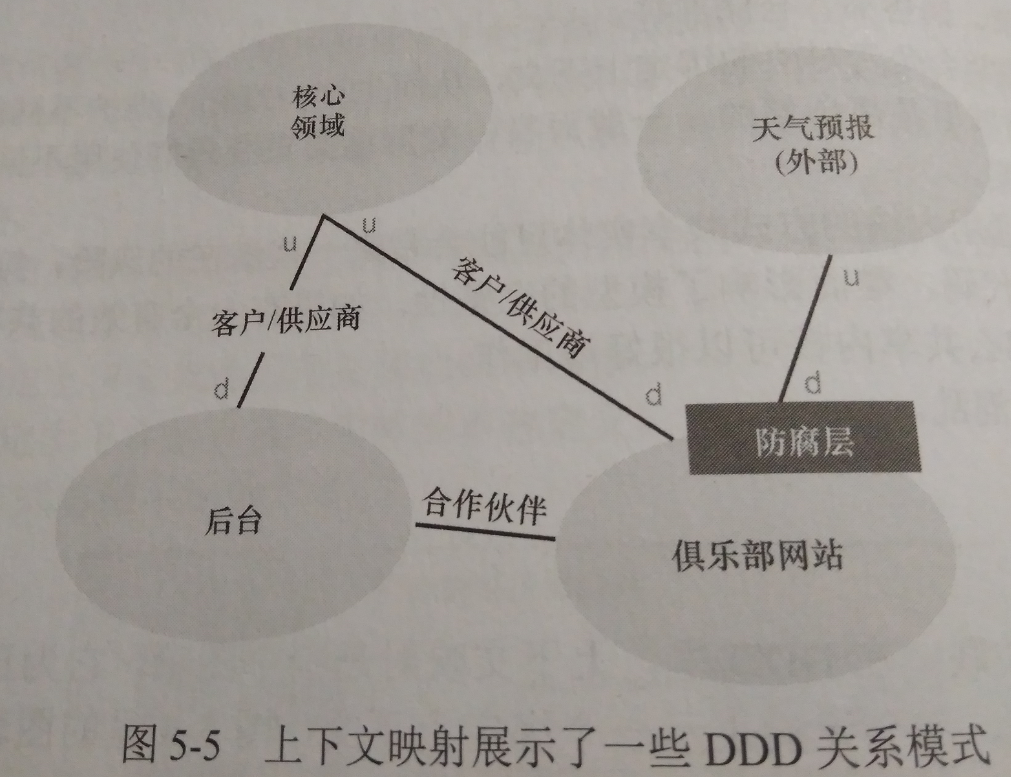 核心
领域
天气预报
(外部)
u
u
u
客户/供应商
客户/供应商
d
d
d
防腐层
后台
合作伙伴
俱乐部网站
图 5-5 上下文映射展示了一些 DDD 关系模式